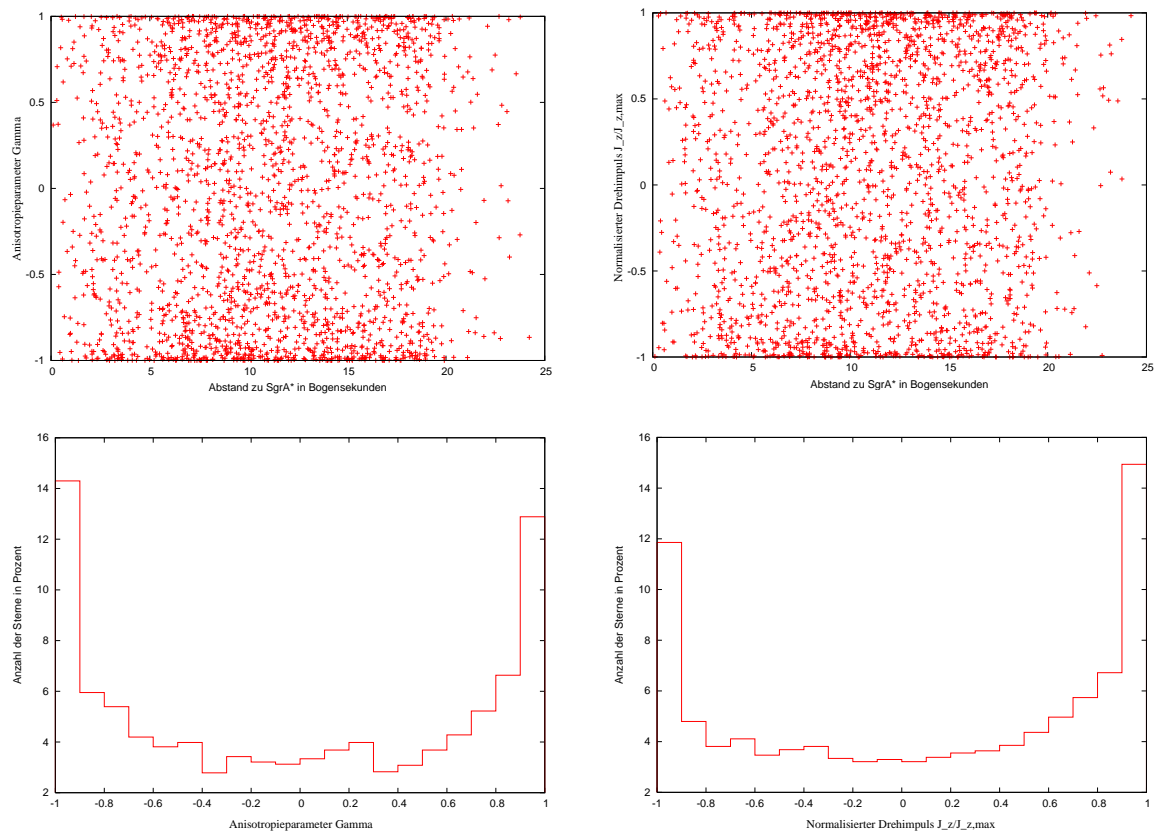 1
0.5
0
-0.5
-1
Anisotropieparameter Gamma
0 5 10 15 20 25
Abstand zu SgrA* in Bogensekunden
1
0.5
0
-0.5
-1
Normalisierter Drehimpuls J_z/J_z,max
0 5 10 15 20 25
Abstand zu SgrA* in Bogensekunden
16
14
12
10
8
6
4
2
Anzahl der Sterne in Prozent
-1 -0.8 -0.6 -0.4 -0.2 0 0.2 0.4 0.6 0.8 1
Anisotropieparameter Gamma
16
14
12
10
8
6
4
2
Anzahl der Sterne in Prozent
-1 -0.8 -0.6 -0.4 -0.2 0 0.2 0.4 0.6 0.8 1
Normalisierter Drehimpuls J_z/J_z,max